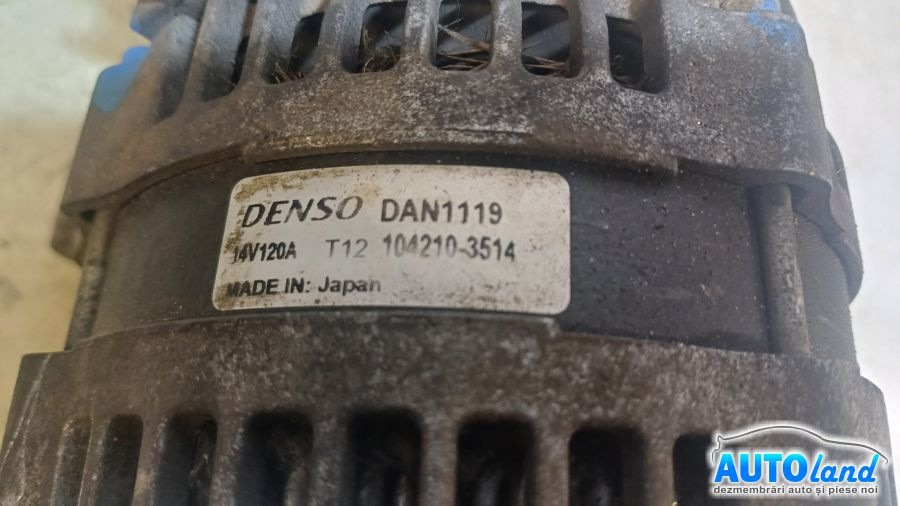 DENSO DAN1119
14V120A T12 104210-3514
MADE IN: Japan
AUTOland
dezmembrări auto și piese noi